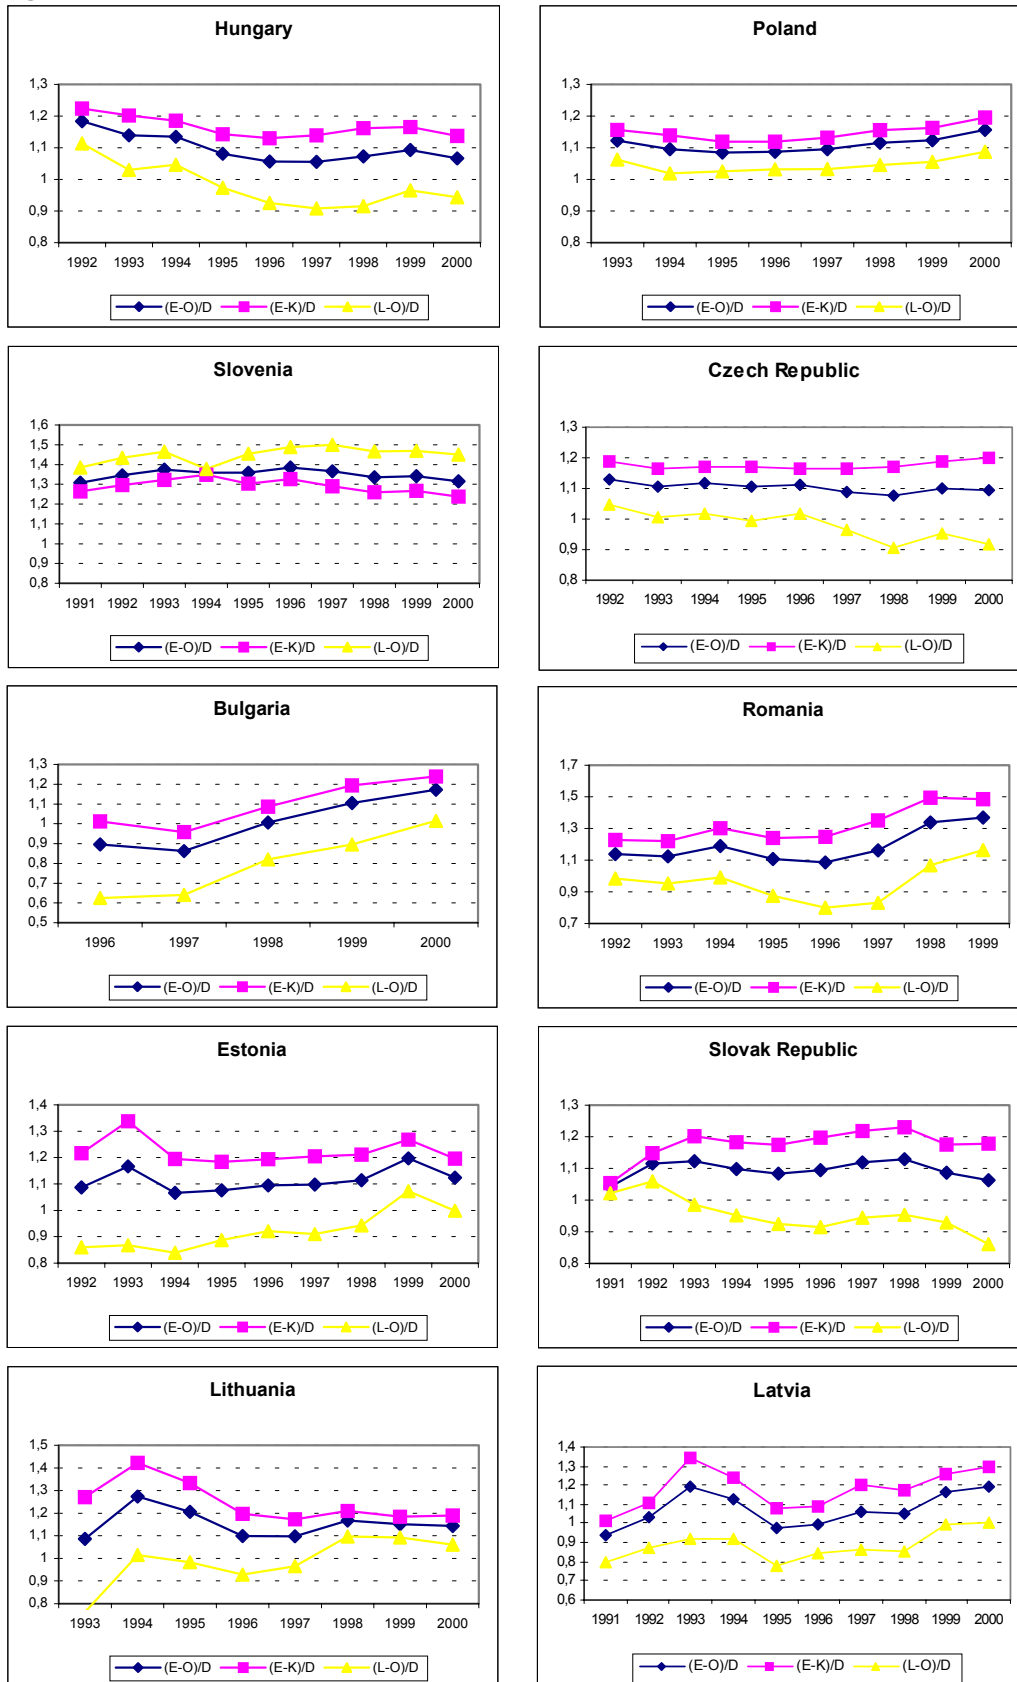 Hungary
1,3
1,2
1,1
1
0,9
0,8
1992 1993 1994 1995 1996 1997 1998 1999 2000
(E-O)/D (E-K)/D (L-O)/D
Poland
1,3
1,2
1,1
1
0,9
0,8
1993 1994 1995 1996 1997 1998 1999 2000
(E-O)/D (E-K)/D (L-O)/D
Slovenia
1,6
1,5
1,4
1,3
1,2
1,1
1
0,9
0,8
1991 1992 1993 1994 1995 1996 1997 1998 1999 2000
(E-O)/D (E-K)/D (L-O)/D
Czech Republic
1,3
1,2
1,1
1
0,9
0,8
1992 1993 1994 1995 1996 1997 1998 1999 2000
(E-O)/D (E-K)/D (L-O)/D
Bulgaria
1,3
1,2
1,1
1
0,9
0,8
0,7
0,6
0,5
1996 1997 1998 1999 2000
(E-O)/D (E-K)/D (L-O)/D
Romania
1,7
1,5
1,3
1,1
0,9
0,7
1992 1993 1994 1995 1996 1997 1998 1999
(E-O)/D (E-K)/D (L-O)/D
Estonia
1,4
1,3
1,2
1,1
1
0,9
0,8
1992 1993 1994 1995 1996 1997 1998 1999 2000
(E-O)/D (E-K)/D (L-O)/D
Slovak Republic
1,3
1,2
1,1
1
0,9
0,8
1991 1992 1993 1994 1995 1996 1997 1998 1999 2000
(E-O)/D (E-K)/D (L-O)/D
Lithuania
1,5
1,4
1,3
1,2
1,1
1
0,9
0,8
1993 1994 1995 1996 1997 1998 1999 2000
(E-O)/D (E-K)/D (L-O)/D
Latvia
1,4
1,3
1,2
1,1
1
0,9
0,8
0,7
0,6
1991 1992 1993 1994 1995 1996 1997 1998 1999 2000
(E-O)/D (E-K)/D (L-O)/D